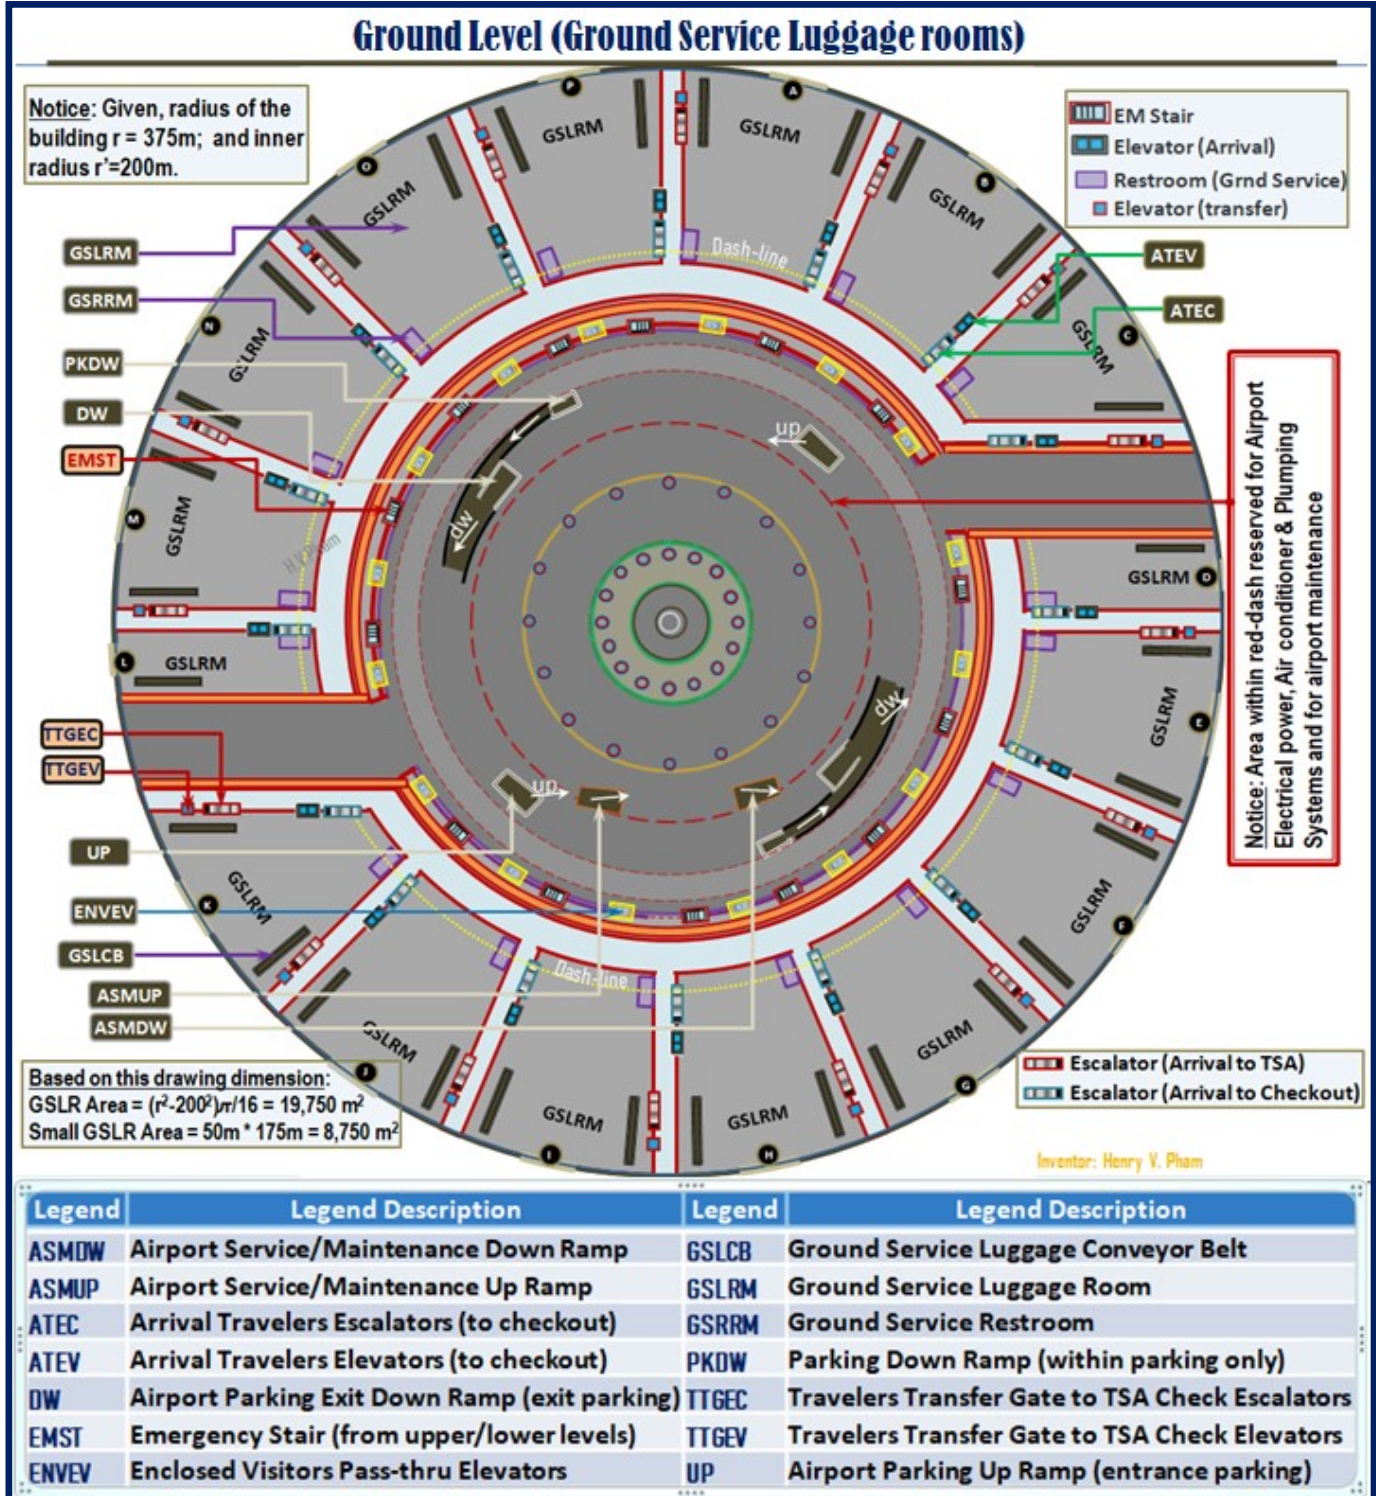 Ground Level (Ground Service Luggage rooms)
Notice: Given, radius of the
building r = 375m; and inner
radius r'=200m.
EM Stair
Elevator (Arrival)
Restroom (Grnd Service)
Elevator (transfer)
P
A
GSLRM
GSLRM
O
B
GSLRM
GSLRM
Dash-line
GSLRM
GSRRM
ATEV
ATEC
N
C
GSLRM
GSLRM
PKDW
DW
EMST
up
dw
M
GSLRM
H.V.Pham
GSLRM
D
L
GSLRM
E
GSLRM
Notice: Area within red-dash reserved for Airport
Electrical power, Air conditioner & Plumping
Systems and for airport maintenance
TTGEC
TTGEV
dw
up
UP
K
GSLRM
F
GSLRM
ENVEV
GSLCB
ASMUP
ASMDW
Dash-line
J
GSLRM
G
GSLRM
I
GSLRM
H
GSLRM
Based on this drawing dimension:
GSLR Area = (r²-200²)π/16 = 19,750 m²
Small GSLR Area = 50m * 175m = 8,750 m²
Escalator (Arrival to TSA)
Escalator (Arrival to Checkout)
Inventor: Henry V. Pham
Legend Legend Description Legend Legend Description
ASMDW Airport Service/Maintenance Down Ramp GSLCB Ground Service Luggage Conveyor Belt
ASMUP Airport Service/Maintenance Up Ramp GSLRM Ground Service Luggage Room
ATEC Arrival Travelers Escalators (to checkout) GSRRM Ground Service Restroom
ATEV Arrival Travelers Elevators (to checkout) PKDW Parking Down Ramp (within parking only)
DW Airport Parking Exit Down Ramp (exit parking) TTGEC Travelers Transfer Gate to TSA Check Escalators
EMST Emergency Stair (from upper/lower levels) TTGEV Travelers Transfer Gate to TSA Check Elevators
ENVEV Enclosed Visitors Pass-thru Elevators UP Airport Parking Up Ramp (entrance parking)